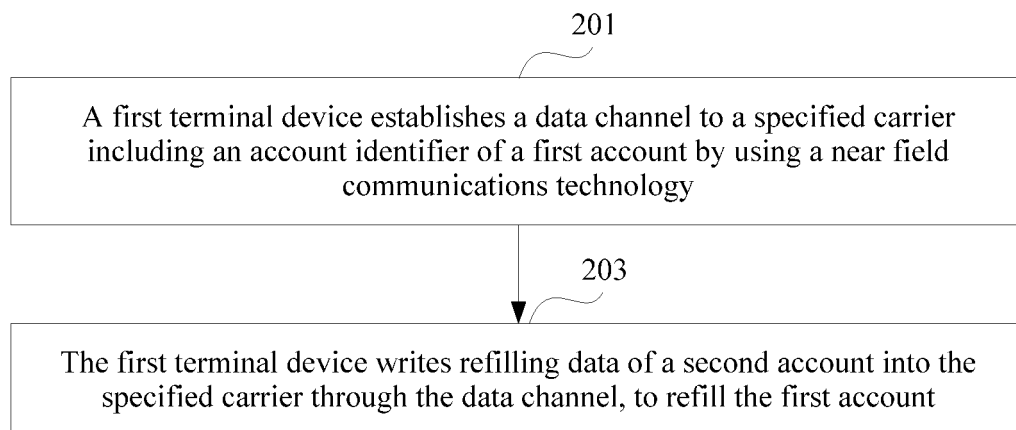 201
A first terminal device establishes a data channel to a specified carrier
including an account identifier of a first account by using a near field
communications technology
203
The first terminal device writes refilling data of a second account into the
specified carrier through the data channel, to refill the first account